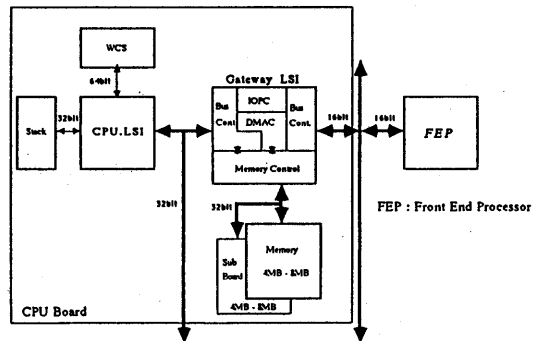 WCS
64bit
Stack
32bit
CPU.LSI
Gateway LSI
Bus
Cont.
IOPC
DMAC
Bus
Cont.
Memory Control
16bit
16bit
FEP
32bit
32bit
FEP : Front End Processor
Sub
Board
Memory
4MB - 8MB
4MB - 8MB
CPU Board